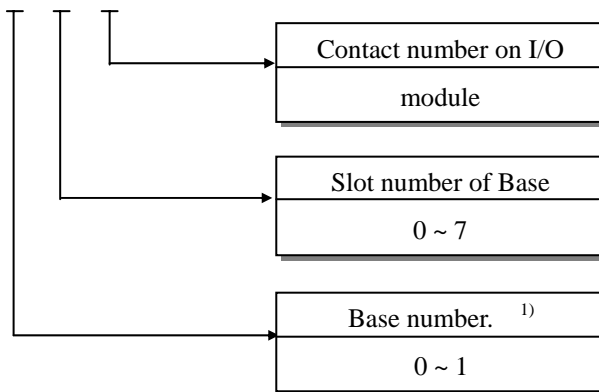 Contact number on I/O
module
Slot number of Base
0 ~ 7
Base number. 1)
0 ~ 1